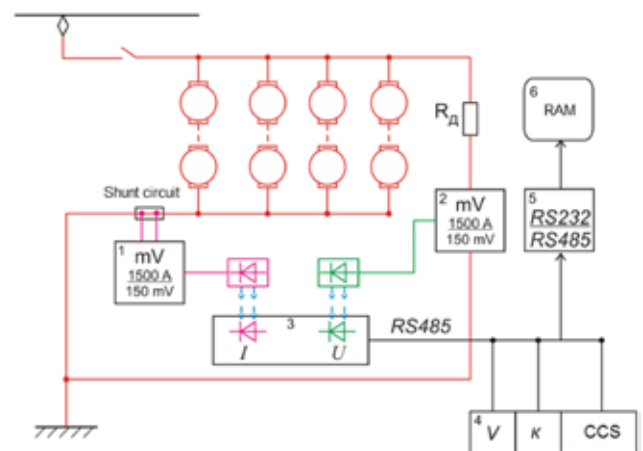 6
RAM
R_Д
Shunt circuit
2
mV
1500 A
150 mV
5
RS232
RS485
1
mV
1500 A
150 mV
3
I
U
RS485
4
V
κ
CCS